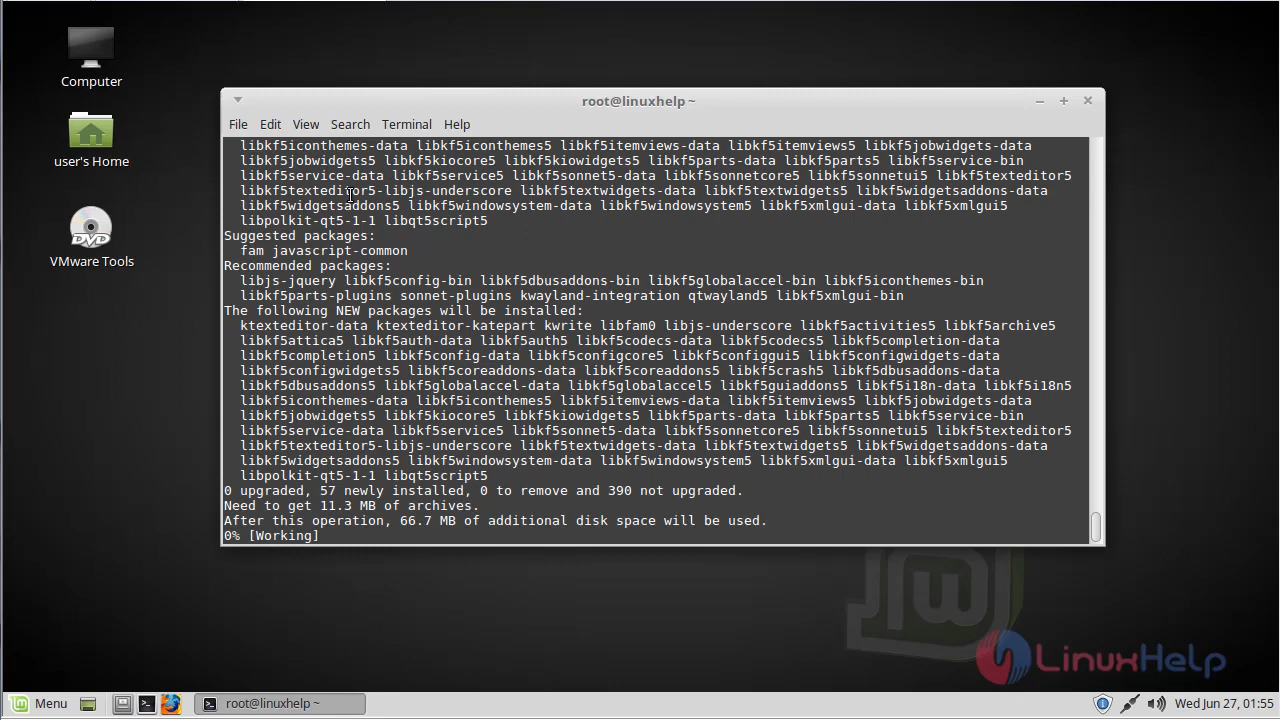 Computer
user's Home
DVD
VMware Tools
root@linuxhelp ~
File Edit View Search Terminal Help
libkf5iconthemes-data libkf5iconthemes5 libkf5itemviews-data libkf5itemviews5 libkf5jobwidgets-data
libkf5jobwidgets5 libkf5kiocore5 libkf5kiowidgets5 libkf5parts-data libkf5parts5 libkf5service-bin
libkf5service-data libkf5service5 libkf5sonnet5-data libkf5sonnetcore5 libkf5sonnetui5 libkf5texteditor5
libkf5texteditor5-libjs-underscore libkf5textwidgets-data libkf5textwidgets5 libkf5widgetsaddons-data
libkf5widgetsaddons5 libkf5windowsystem-data libkf5windowsystem5 libkf5xmlgui-data libkf5xmlgui5
libpolkit-qt5-1-1 libqt5script5
Suggested packages:
fam javascript-common
Recommended packages:
libjs-jquery libkf5config-bin libkf5dbusaddons-bin libkf5globalaccel-bin libkf5iconthemes-bin
libkf5parts-plugins sonnet-plugins kwayland-integration qtwayland5 libkf5xmlgui-bin
The following NEW packages will be installed:
ktexteditor-data ktexteditor-katepart kwrite libfam0 libjs-underscore libkf5activities5 libkf5archive5
libkf5attica5 libkf5auth-data libkf5auth5 libkf5codecs-data libkf5codecs5 libkf5completion-data
libkf5completion5 libkf5config-data libkf5configcore5 libkf5configgui5 libkf5configwidgets-data
libkf5configwidgets5 libkf5coreaddons-data libkf5coreaddons5 libkf5crash5 libkf5dbusaddons-data
libkf5dbusaddons5 libkf5globalaccel-data libkf5globalaccel5 libkf5guiaddons5 libkf5i18n-data libkf5i18n5
libkf5iconthemes-data libkf5iconthemes5 libkf5itemviews-data libkf5itemviews5 libkf5jobwidgets-data
libkf5jobwidgets5 libkf5kiocore5 libkf5kiowidgets5 libkf5parts-data libkf5parts5 libkf5service-bin
libkf5service-data libkf5service5 libkf5sonnet5-data libkf5sonnetcore5 libkf5sonnetui5 libkf5texteditor5
libkf5texteditor5-libjs-underscore libkf5textwidgets-data libkf5textwidgets5 libkf5widgetsaddons-data
libkf5widgetsaddons5 libkf5windowsystem-data libkf5windowsystem5 libkf5xmlgui-data libkf5xmlgui5
libpolkit-qt5-1-1 libqt5script5
0 upgraded, 57 newly installed, 0 to remove and 390 not upgraded.
Need to get 11.3 MB of archives.
After this operation, 66.7 MB of additional disk space will be used.
0% [Working]
LinuxHelp
Menu
root@linuxhelp ~
Wed Jun 27, 01:55